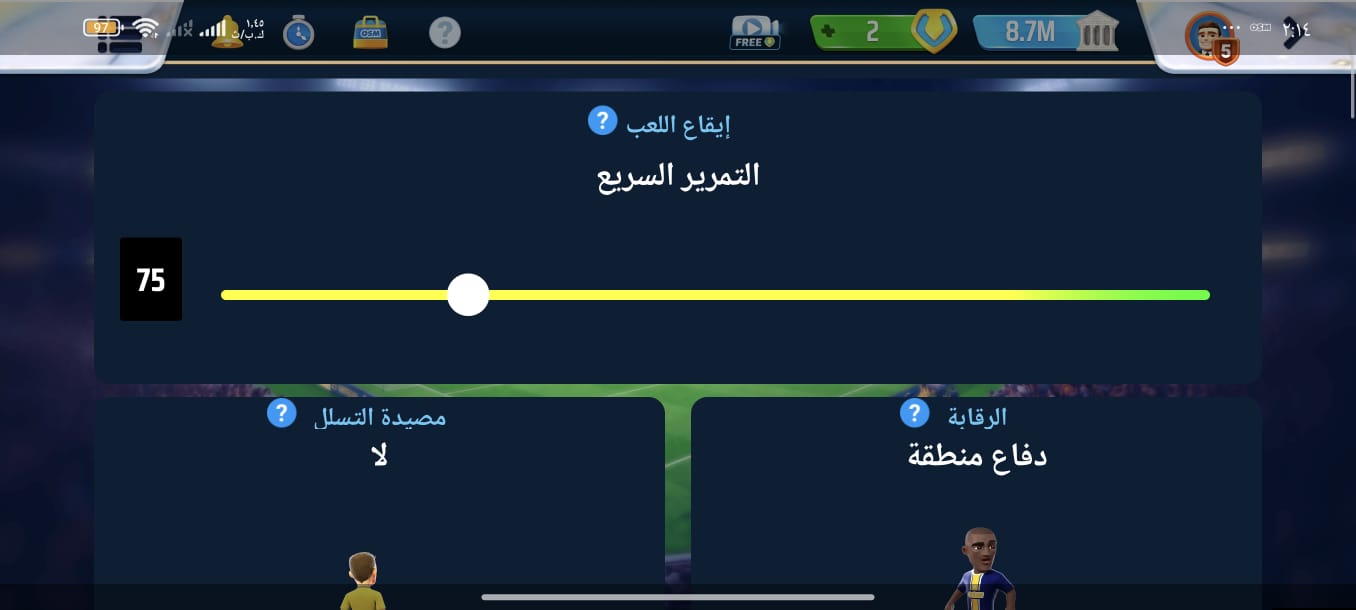 97
١,٤٥
ك.ب/ث
OSM
?
FREE
+ 2
8.7M
5
OSM
٢:١٤
إيقاع اللعب ?
التمرير السريع
75
الرقابة ?
دفاع منطقة
مصيدة التسلل ?
لا